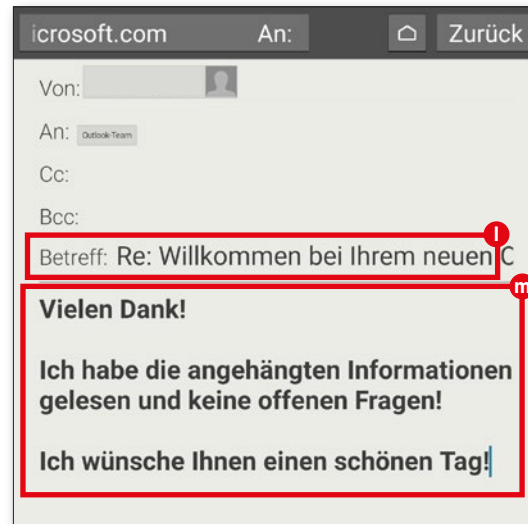 icrosoft.com An: Zurück
Von:
An: Outlook-Team
Cc:
Bcc:
l
Betreff: Re: Willkommen bei Ihrem neuen C
m
Vielen Dank!
Ich habe die angehängten Informationen
gelesen und keine offenen Fragen!
Ich wünsche Ihnen einen schönen Tag!